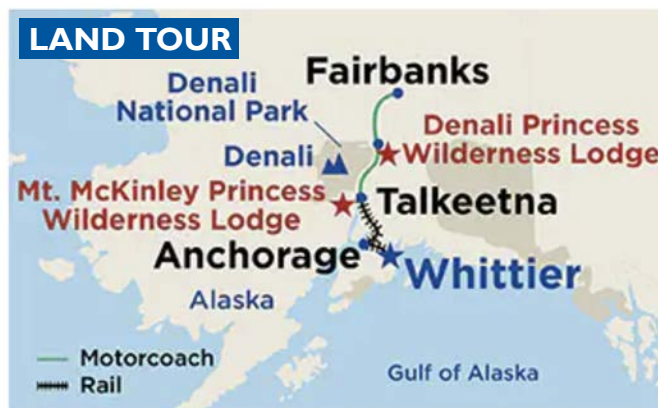 LAND TOUR
Fairbanks
Denali
National Park
Denali Princess
Wilderness Lodge
Denali
Mt. McKinley Princess
Wilderness Lodge
Talkeetna
Anchorage
Whittier
Alaska
Motorcoach
Rail
Gulf of Alaska